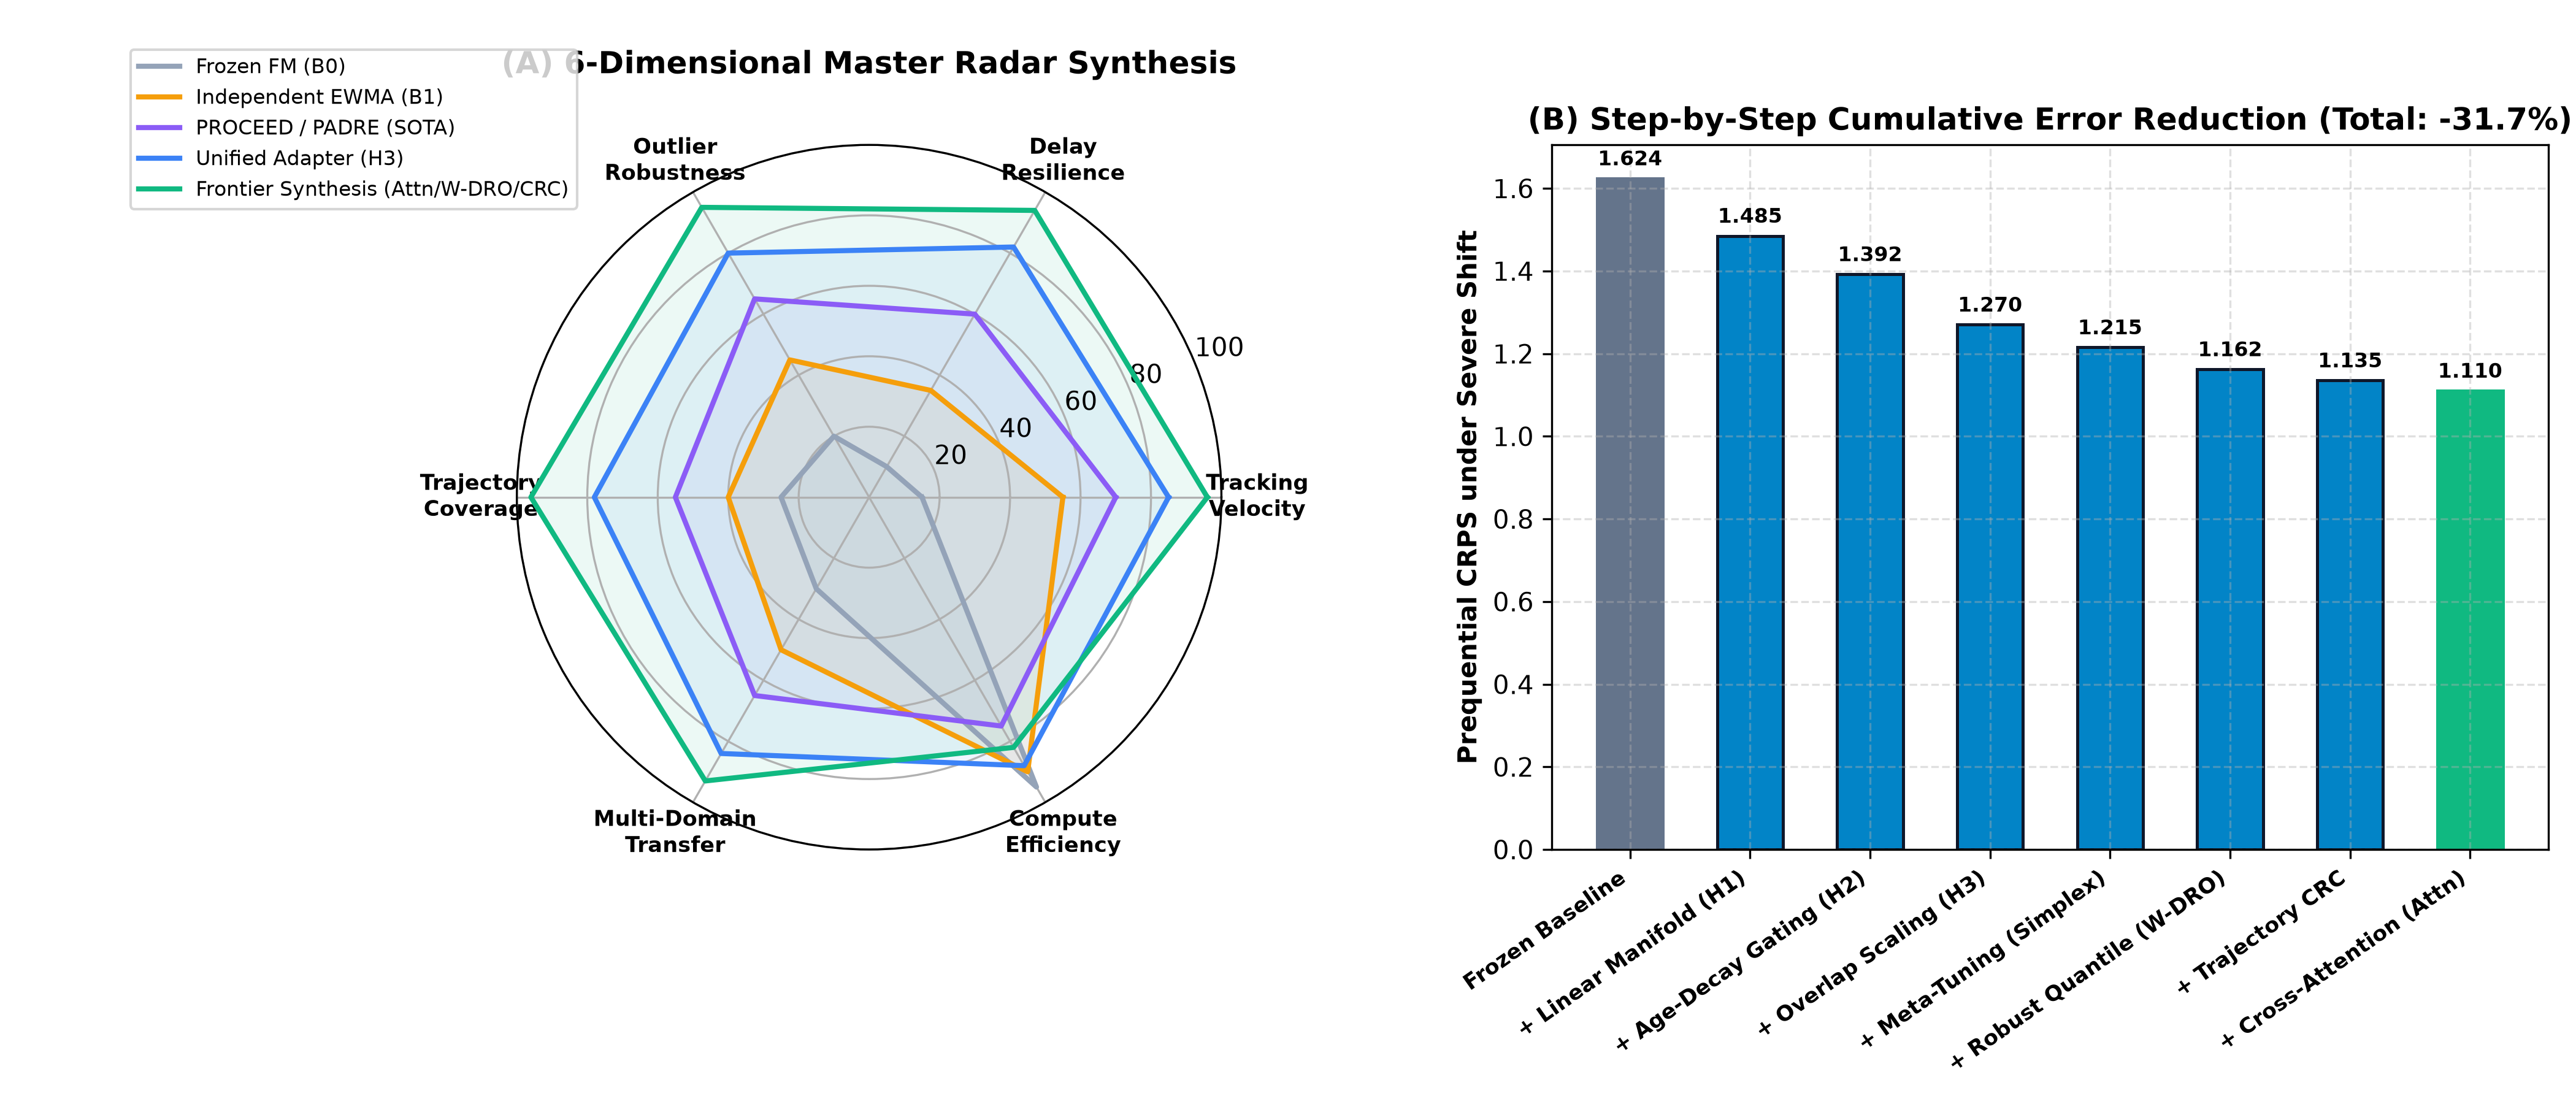 (A) 6-Dimensional Master Radar Synthesis
Frozen FM (B0)
Independent EWMA (B1)
PROCEED / PADRE (SOTA)
Unified Adapter (H3)
Frontier Synthesis (Attn/W-DRO/CRC)
Outlier
Robustness
Delay
Resilience
Trajectory
Coverage
Tracking
Velocity
Multi-Domain
Transfer
Compute
Efficiency
20
40
60
80
100
(B) Step-by-Step Cumulative Error Reduction (Total: -31.7%)
Prequential CRPS under Severe Shift
1.6
1.4
1.2
1.0
0.8
0.6
0.4
0.2
0.0
1.624
1.485
1.392
1.270
1.215
1.162
1.135
1.110
Frozen Baseline
+ Linear Manifold (H1)
+ Age-Decay Gating (H2)
+ Overlap Scaling (H3)
+ Meta-Tuning (Simplex)
+ Robust Quantile (W-DRO)
+ Trajectory CRC
+ Cross-Attention (Attn)